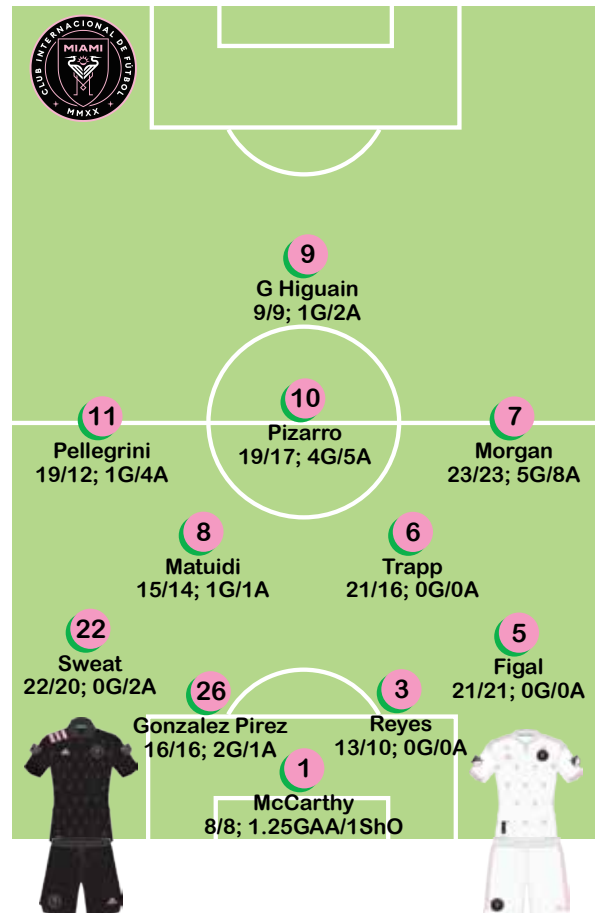 CLUB INTERNACIONAL DE FÚTBOL
MIAMI
MMXX
9
G Higuain
9/9; 1G/2A
11
Pellegrini
19/12; 1G/4A
10
Pizarro
19/17; 4G/5A
7
Morgan
23/23; 5G/8A
8
Matuidi
15/14; 1G/1A
6
Trapp
21/16; 0G/0A
22
Sweat
22/20; 0G/2A
5
Figal
21/21; 0G/0A
26
Gonzalez Pirez
16/16; 2G/1A
3
Reyes
13/10; 0G/0A
1
McCarthy
8/8; 1.25GAA/1ShO